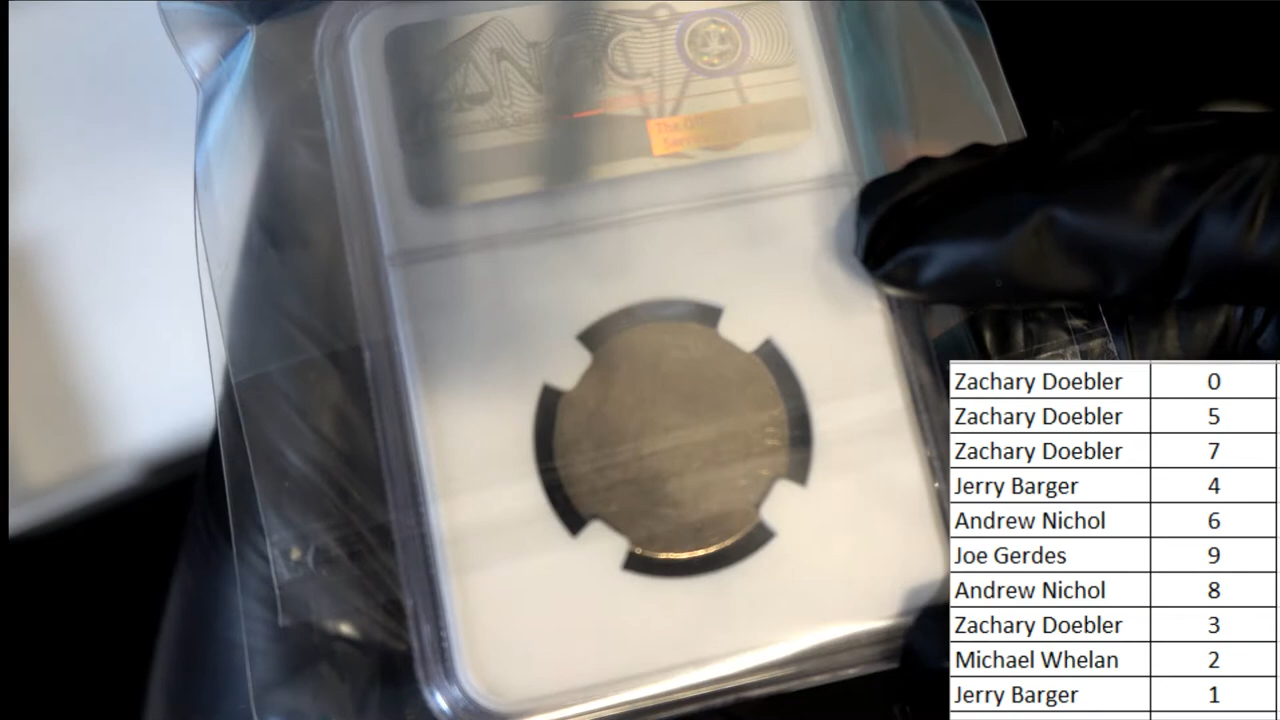 NGC
Zachary Doebler 0
Zachary Doebler 5
Zachary Doebler 7
Jerry Barger 4
Andrew Nichol 6
Joe Gerdes 9
Andrew Nichol 8
Zachary Doebler 3
Michael Whelan 2
Jerry Barger 1